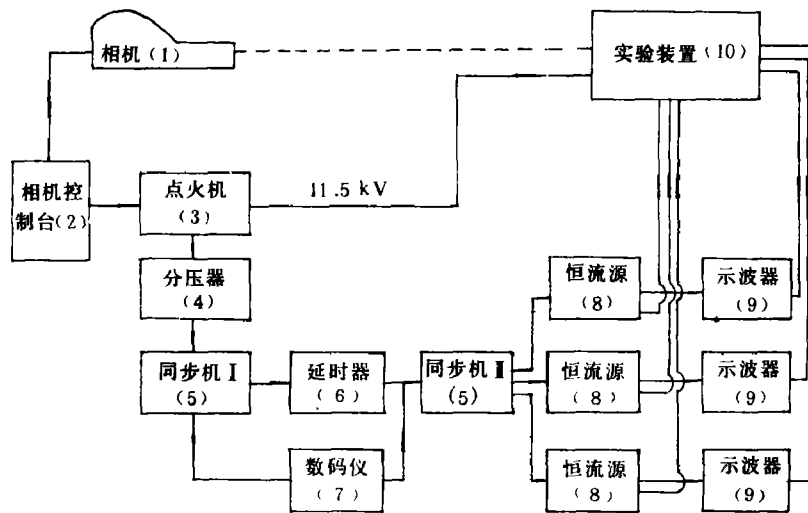 相机(1)
实验装置(10)
相机控
制台(2)
点火机
(3)
11.5 kV
分压器
(4)
恒流源
(8)
示波器
(9)
同步机 I
(5)
延时器
(6)
同步机 II
(5)
恒流源
(8)
示波器
(9)
数码仪
(7)
恒流源
(8)
示波器
(9)